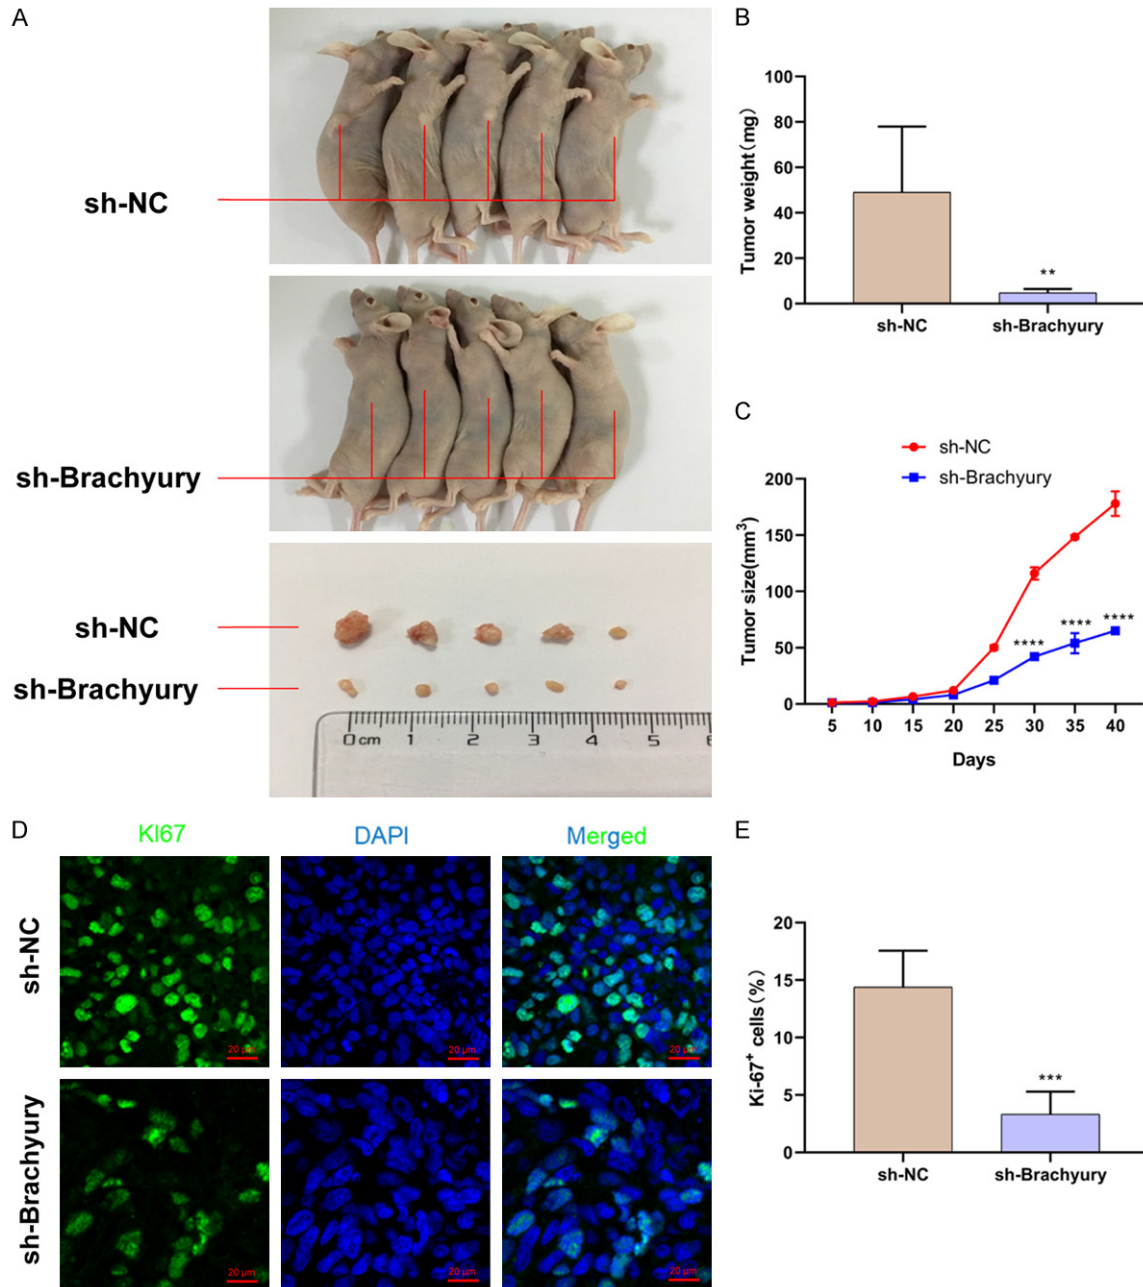 A
sh-NC
sh-Brachyury
sh-NC
sh-Brachyury
0 cm 1 2 3 4 5 6
B
Tumor weight(mg)
100
80
60
40
20
0
**
sh-NC
sh-Brachyury
C
sh-NC
sh-Brachyury
Tumor size(mm³)
200
150
100
50
0
**** **** ****
5 10 15 20 25 30 35 40
Days
D
KI67 DAPI Merged
sh-NC
20 μm 20 μm 20 μm
sh-Brachyury
20 μm 20 μm 20 μm
E
Ki-67⁺ cells(%)
20
15
10
5
0
***
sh-NC
sh-Brachyury